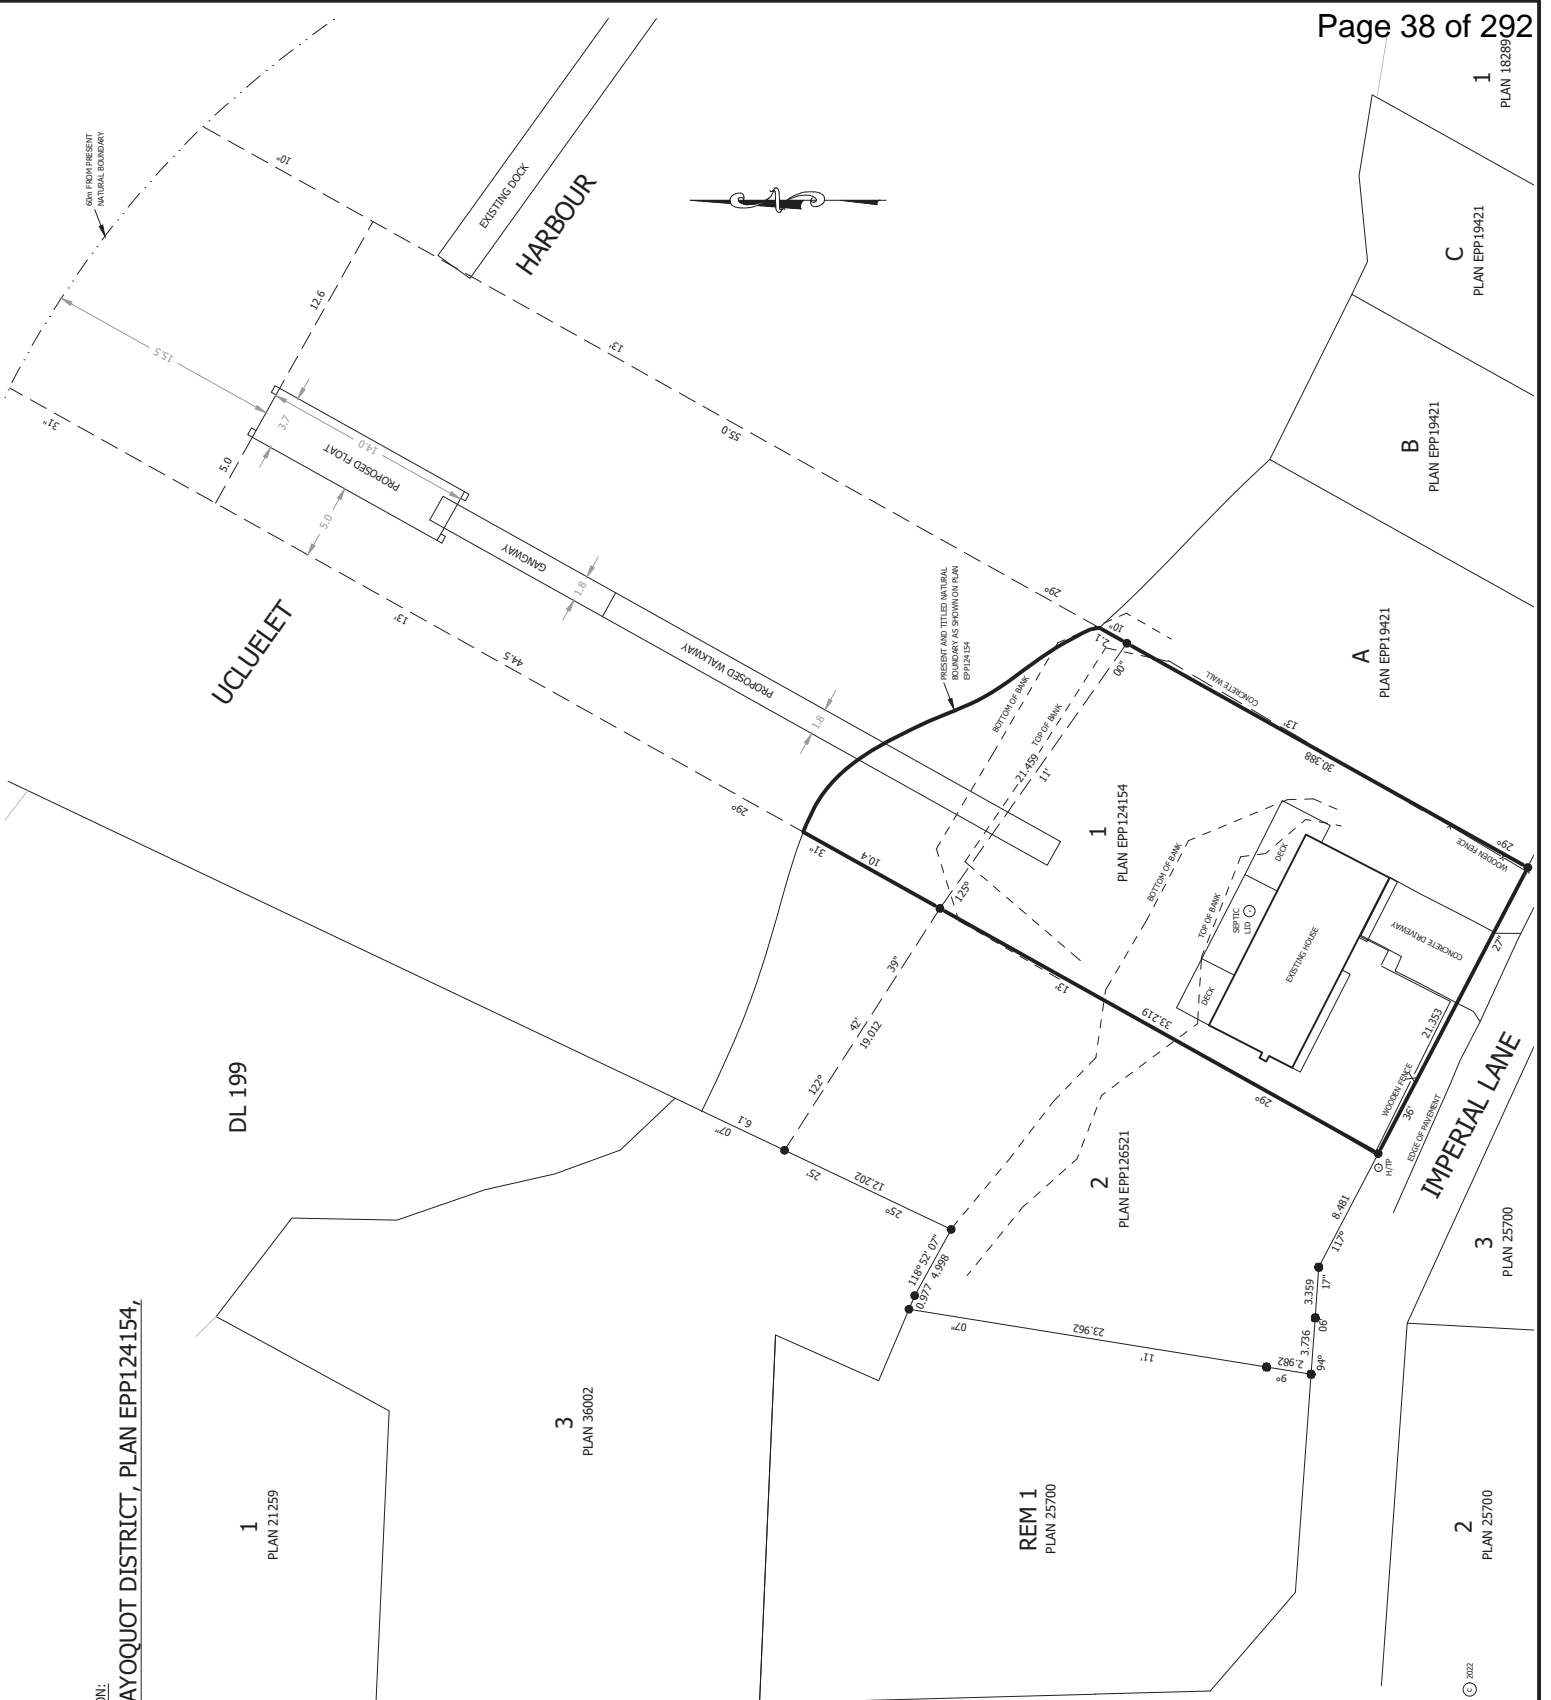 Page 38 of 292
1
PLAN 18289
60m FROM PRESENT
NATURAL BOUNDARY
10"
EXISTING DOCK
HARBOUR
C
PLAN EPP19421
12.6
15.5
13'
31"
3.7
14.0
PROPOSED FLOAT
5.0
5.0
55.0
B
PLAN EPP19421
GANGWAY
1.8
UCLUELET
13'
44.5
PRESENT AND TITLED NATURAL
BOUNDARY AS SHOWN ON PLAN
EPP124154
29°
10"
2.1
00"
A
PLAN EPP19421
PROPOSED WALKWAY
1.8
BOTTOM OF BANK
TOP OF BANK
21.459
11'
CONCRETE WALL
13'
30.388
29°
31"
10.4
125°
1
PLAN EPP124154
29°
WOODEN FENCE
BOTTOM OF BANK
DECK
TOP OF BANK
SEPTIC
LID
EXISTING HOUSE
CONCRETE DRIVEWAY
27"
DECK
39"
13'
42'
19.012
33.219
21.353
DL 199
122°
29°
WOODEN FENCE
36'
EDGE OF PAVEMENT
IMPERIAL LANE
6.1
07"
25'
12.202
25°
2
PLAN EPP126521
H/TP
8.481
117°
3
PLAN 25700
118° 52' 07"
4.998
0.977
17"
3.359
06'
3.736
94°
07"
23.962
11'
2.982
9°
AYOQUOT DISTRICT, PLAN EPP124154,
ON:
1
PLAN 21259
3
PLAN 36002
REM 1
PLAN 25700
2
PLAN 25700
© 2022